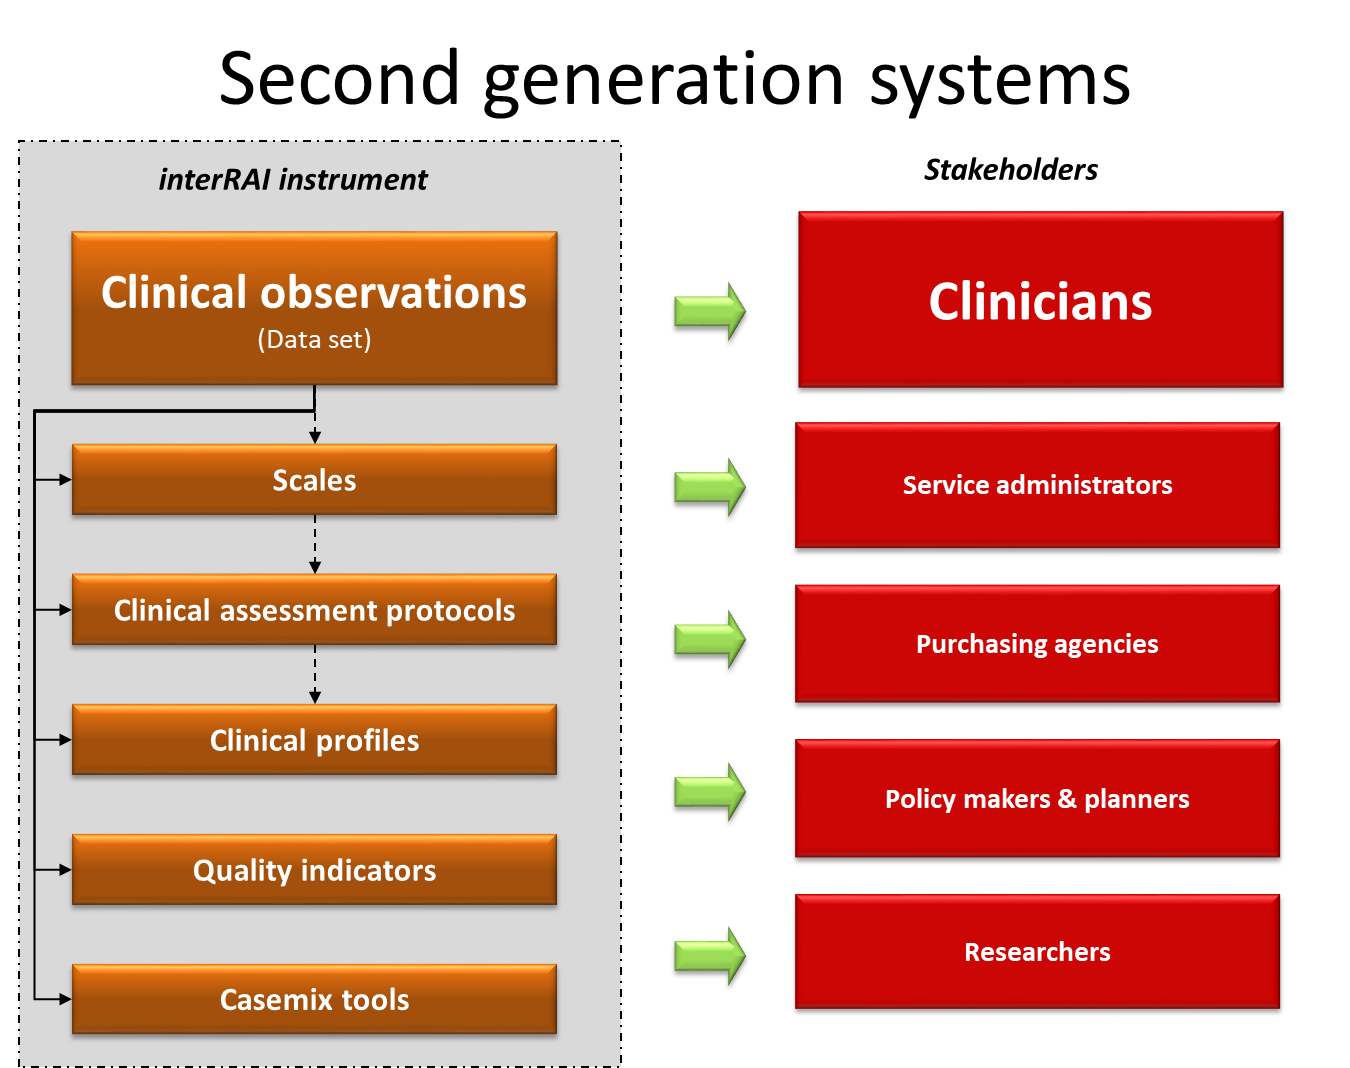 Second generation systems
interRAI instrument
Clinical observations
(Data set)
Scales
Clinical assessment protocols
Clinical profiles
Quality indicators
Casemix tools
Stakeholders
Clinicians
Service administrators
Purchasing agencies
Policy makers & planners
Researchers